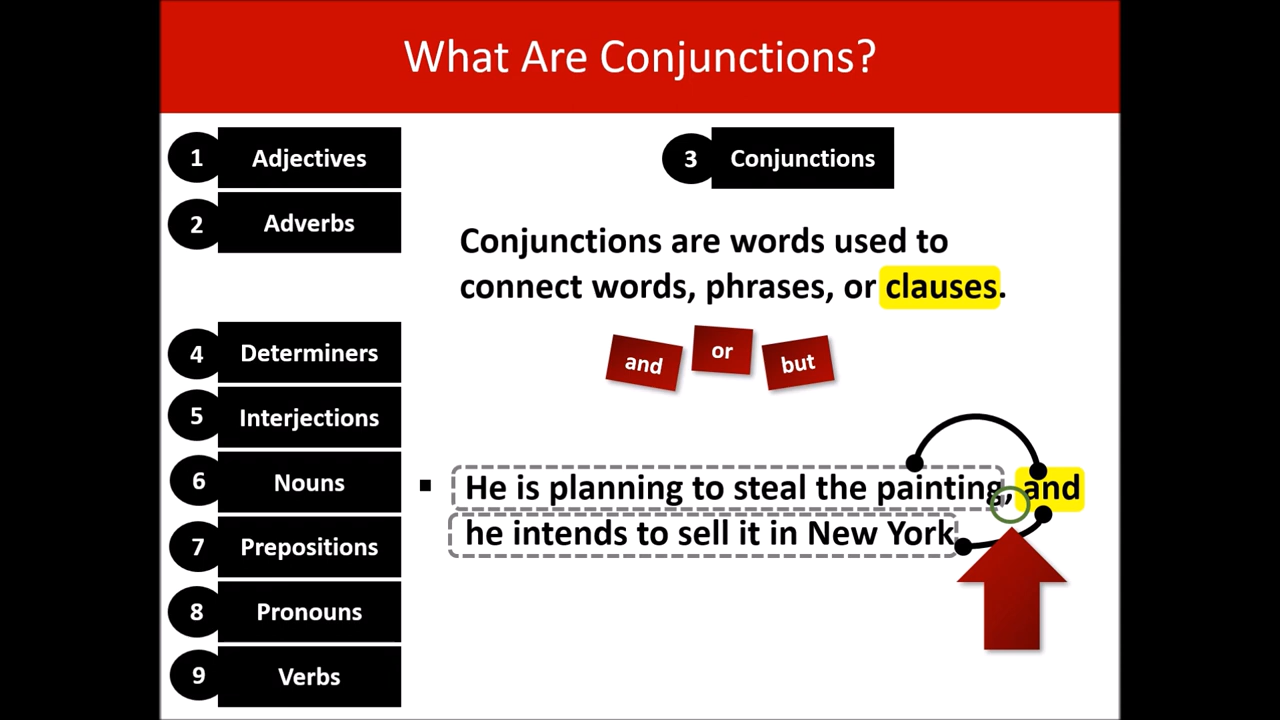 What Are Conjunctions?
1 Adjectives
2 Adverbs
4 Determiners
5 Interjections
6 Nouns
7 Prepositions
8 Pronouns
9 Verbs
3 Conjunctions
Conjunctions are words used to
connect words, phrases, or clauses.
and or but
▪ He is planning to steal the painting, and
he intends to sell it in New York